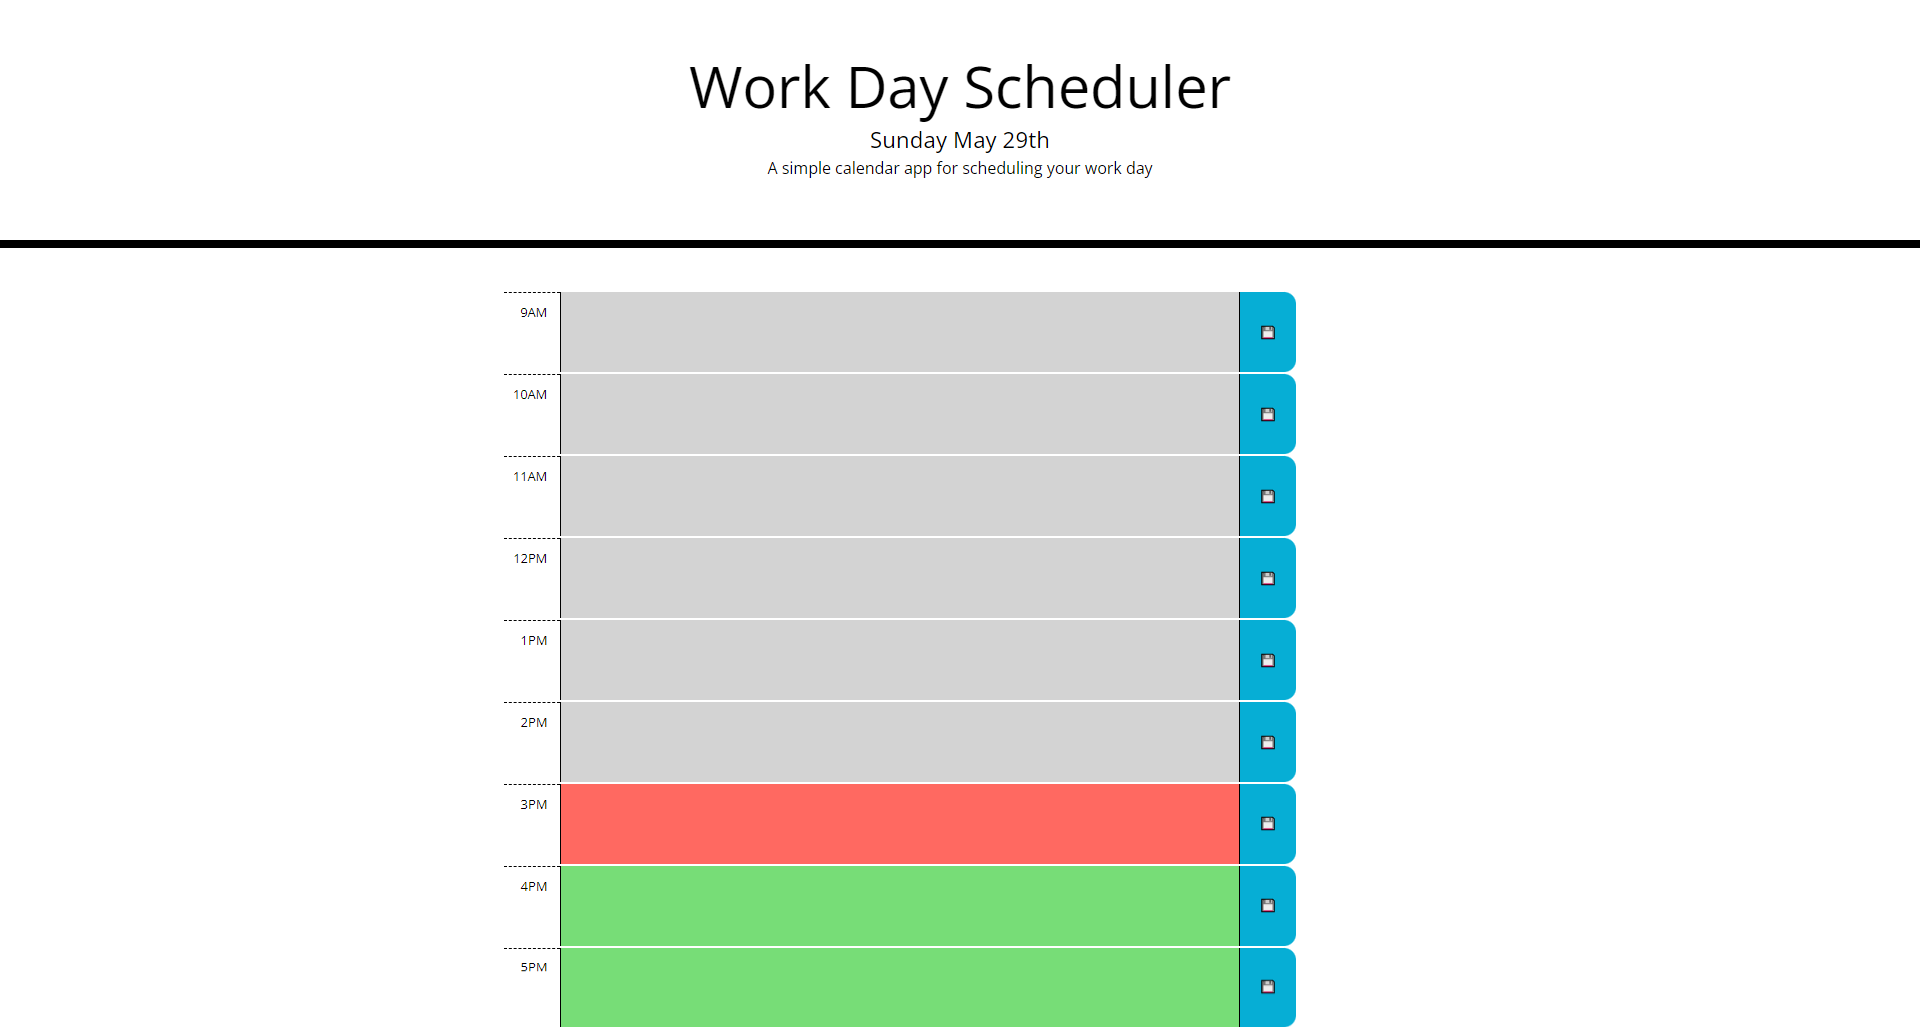 Work Day Scheduler
Sunday May 29th
A simple calendar app for scheduling your work day
9AM
10AM
11AM
12PM
1PM
2PM
3PM
4PM
5PM